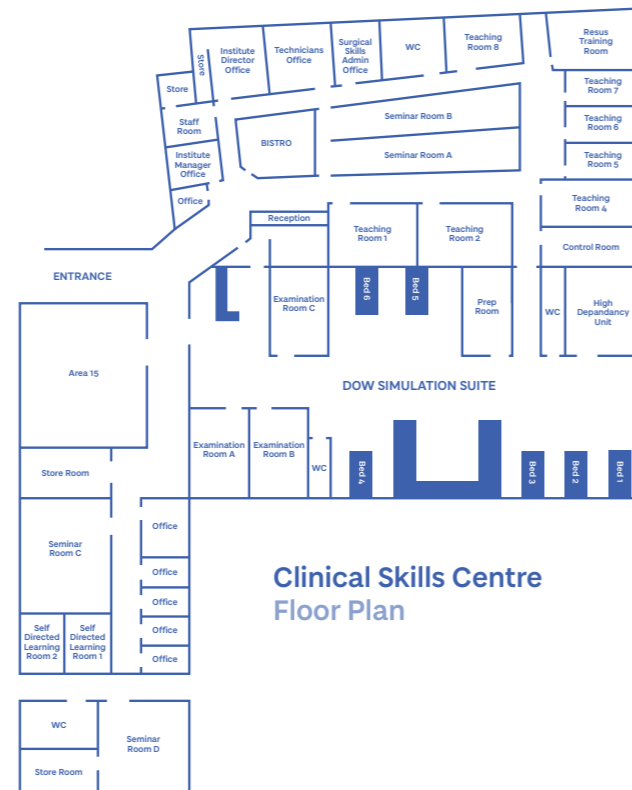 Store
Institute
Director
Office
Technicians
Office
Surgical
Skills
Admin
Office
WC
Teaching
Room 8
Resus
Training
Room
Store
Teaching
Room 7
Staff
Room
BISTRO
Seminar Room B
Teaching
Room 6
Institute
Manager
Office
Seminar Room A
Teaching
Room 5
Office
Teaching
Room 4
Reception
Teaching
Room 1
Teaching
Room 2
Control Room
ENTRANCE
Examination
Room C
Bed 6
Bed 5
Prep
Room
WC
High
Depandancy
Unit
Area 15
DOW SIMULATION SUITE
Examination
Room A
Examination
Room B
WC
Bed 4
Bed 3
Bed 2
Bed 1
Store Room
Seminar
Room C
Office
Office
Office
Office
Office
Clinical Skills Centre
Floor Plan
Self
Directed
Learning
Room 2
Self
Directed
Learning
Room 1
WC
Seminar
Room D
Store Room